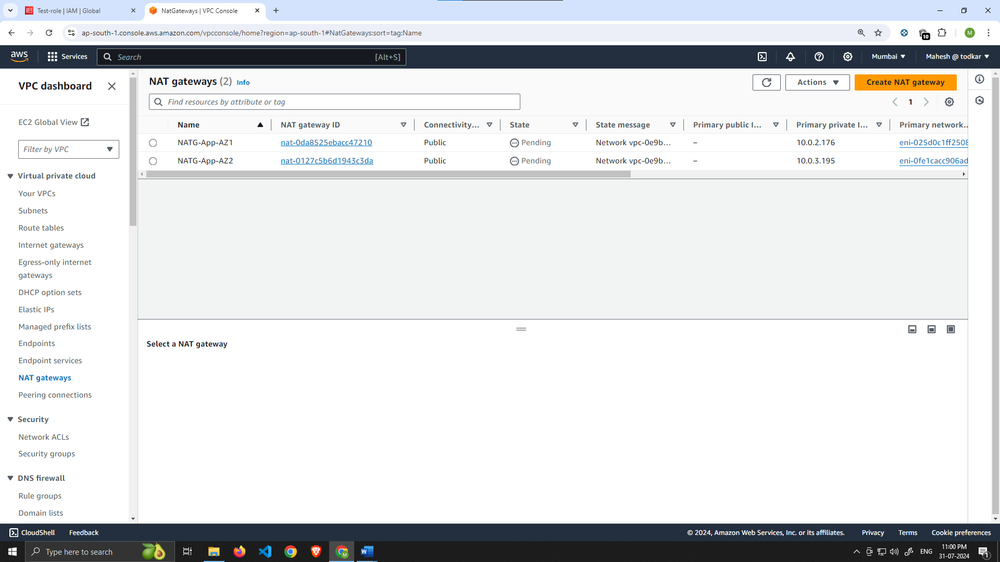 Test-role | IAM | Global
NatGateways | VPC Console
ap-south-1.console.aws.amazon.com/vpcconsole/home?region=ap-south-1#NatGateways:sort=tag:Name
10
M
aws
Services
Search
[Alt+S]
Mumbai
Mahesh @ todkar
VPC dashboard
EC2 Global View
Filter by VPC
Virtual private cloud
Your VPCs
Subnets
Route tables
Internet gateways
Egress-only internet
gateways
DHCP option sets
Elastic IPs
Managed prefix lists
Endpoints
Endpoint services
NAT gateways
Peering connections
Security
Network ACLs
Security groups
DNS firewall
Rule groups
Domain lists
NAT gateways (2) Info
Actions
Create NAT gateway
Find resources by attribute or tag
1
Name NAT gateway ID Connectivity... State State message Primary public I... Primary private I... Primary network...
NATG-App-AZ1 nat-0da8525ebacc47210 Public Pending Network vpc-0e9b... – 10.0.2.176 eni-025d0c1ff2508
NATG-App-AZ2 nat-0127c5b6d1943c3da Public Pending Network vpc-0e9b... – 10.0.3.195 eni-0fe1cacc906ad
Select a NAT gateway
CloudShell Feedback
© 2024, Amazon Web Services, Inc. or its affiliates. Privacy Terms Cookie preferences
Type here to search
M
W
ENG
11:00 PM
31-07-2024
1